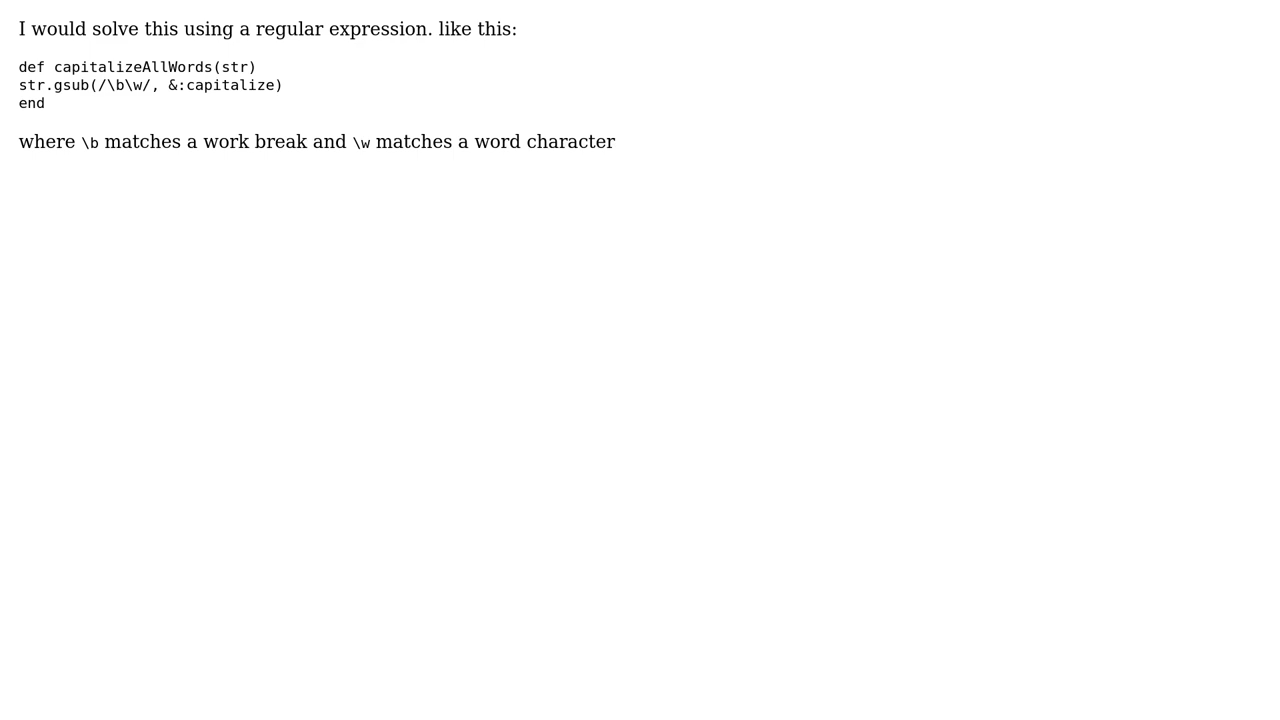 I would solve this using a regular expression. like this:
def capitalizeAllWords(str)
str.gsub(/\b\w/, &:capitalize)
end
where \b matches a work break and \w matches a word character